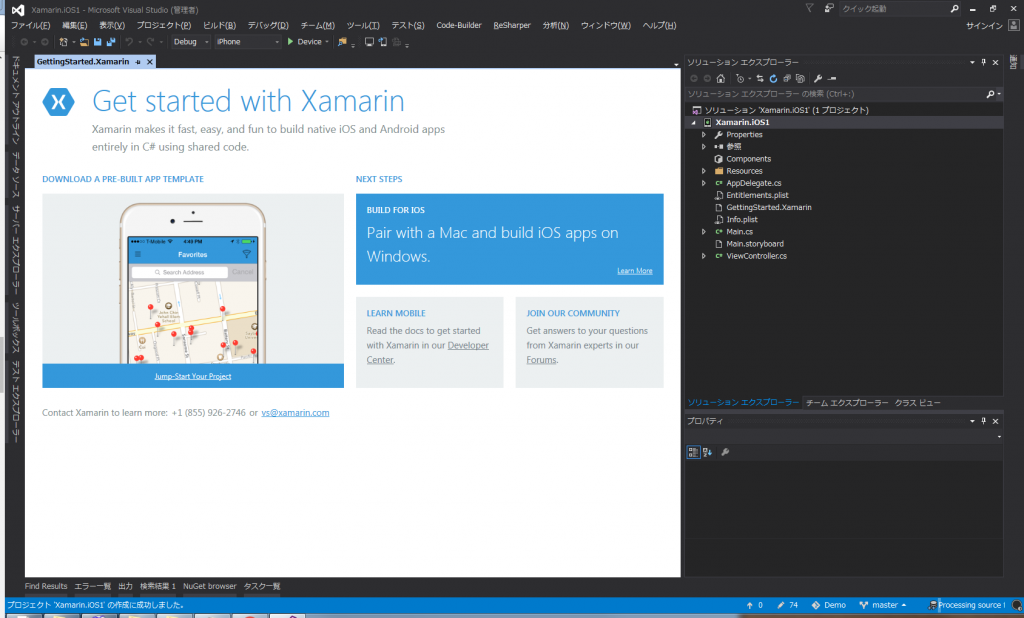 Xamarin.iOS1 - Microsoft Visual Studio (管理者)
クイック起動
ファイル(F) 編集(E) 表示(V) プロジェクト(P) ビルド(B) デバッグ(D) チーム(M) ツール(T) テスト(S) Code-Builder ReSharper 分析(N) ウィンドウ(W) ヘルプ(H)
サインイン
Debug iPhone Device
ドキュメント アウトライン
データ ソース
サーバー エクスプローラー
ツールボックス
テスト エクスプローラー
GettingStarted.Xamarin
Get started with Xamarin
Xamarin makes it fast, easy, and fun to build native iOS and Android apps
entirely in C# using shared code.
DOWNLOAD A PRE-BUILT APP TEMPLATE
T-Mobile 4:49 PM
Favorites
Search Address Cancel
Jump-Start Your Project
NEXT STEPS
BUILD FOR IOS
Pair with a Mac and build iOS apps on
Windows.
Learn More
LEARN MOBILE
Read the docs to get started
with Xamarin in our Developer
Center.
JOIN OUR COMMUNITY
Get answers to your questions
from Xamarin experts in our
Forums.
Contact Xamarin to learn more: +1 (855) 926-2746 or vs@xamarin.com
ソリューション エクスプローラー
ソリューション エクスプローラー の検索 (Ctrl+:)
ソリューション 'Xamarin.iOS1' (1 プロジェクト)
Xamarin.iOS1
Properties
参照
Components
Resources
C# AppDelegate.cs
Entitlements.plist
GettingStarted.Xamarin
Info.plist
C# Main.cs
Main.storyboard
C# ViewController.cs
ソリューション エクスプローラー チーム エクスプローラー クラス ビュー
プロパティ
通知
Find Results エラー一覧 出力 検索結果 1 NuGet browser タスク一覧
プロジェクト 'Xamarin.iOS1' の作成に成功しました。
0 74 Demo master Processing source